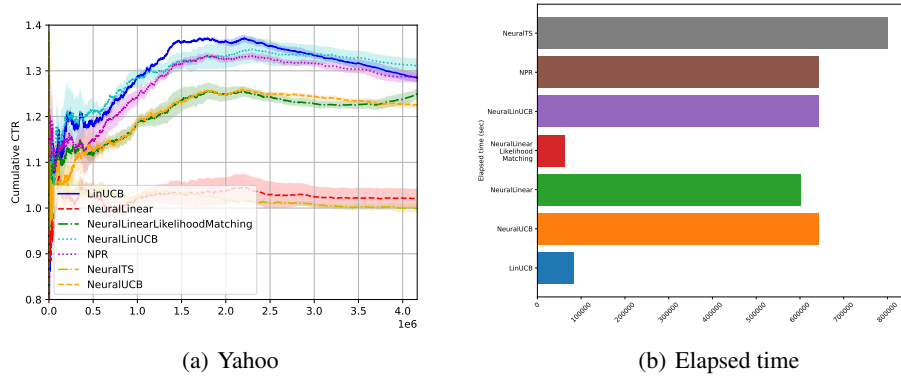 Cumulative CTR
1.4
1.3
1.2
1.1
1.0
0.9
0.8
LinUCB
NeuralLinear
NeuralLinearLikelihoodMatching
NeuralLinUCB
NPR
NeuralTS
NeuralUCB
0.0 0.5 1.0 1.5 2.0 2.5 3.0 3.5 4.0
1e6
(a) Yahoo
Elapsed time (sec)
NeuralTS
NPR
NeuralLinUCB
NeuralLinear
Likelihood
Matching
NeuralLinear
NeuralUCB
LinUCB
0 100000 200000 300000 400000 500000 600000 700000 800000
(b) Elapsed time